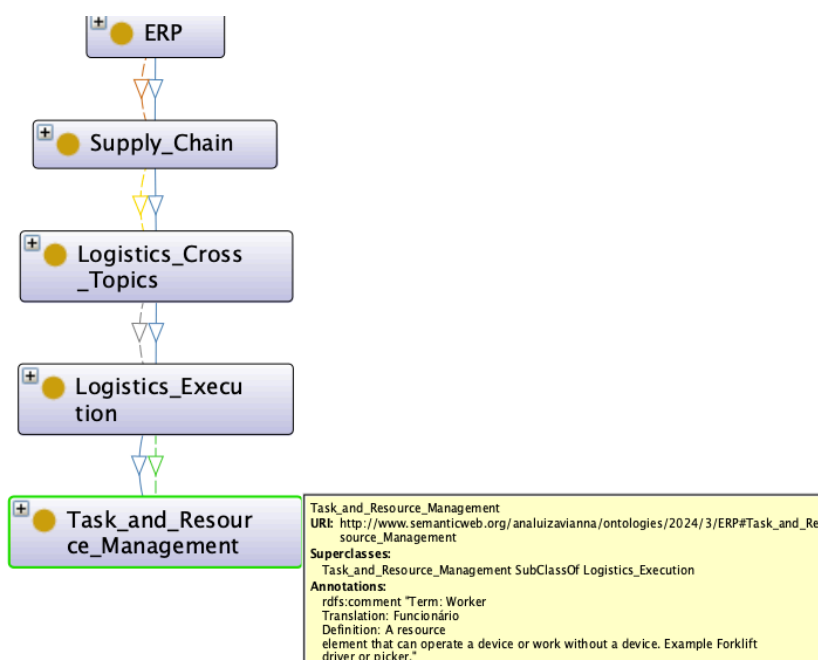 ERP
Supply_Chain
Logistics_Cross
_Topics
Logistics_Execu
tion
Task_and_Resour
ce_Management
Task_and_Resource_Management
URI: http://www.semanticweb.org/analuizavianna/ontologies/2024/3/ERP#Task_and_Re
source_Management
Superclasses:
Task_and_Resource_Management SubClassOf Logistics_Execution
Annotations:
rdfs:comment "Term: Worker
Translation: Funcionário
Definition: A resource
element that can operate a device or work without a device. Example Forklift
driver or picker."